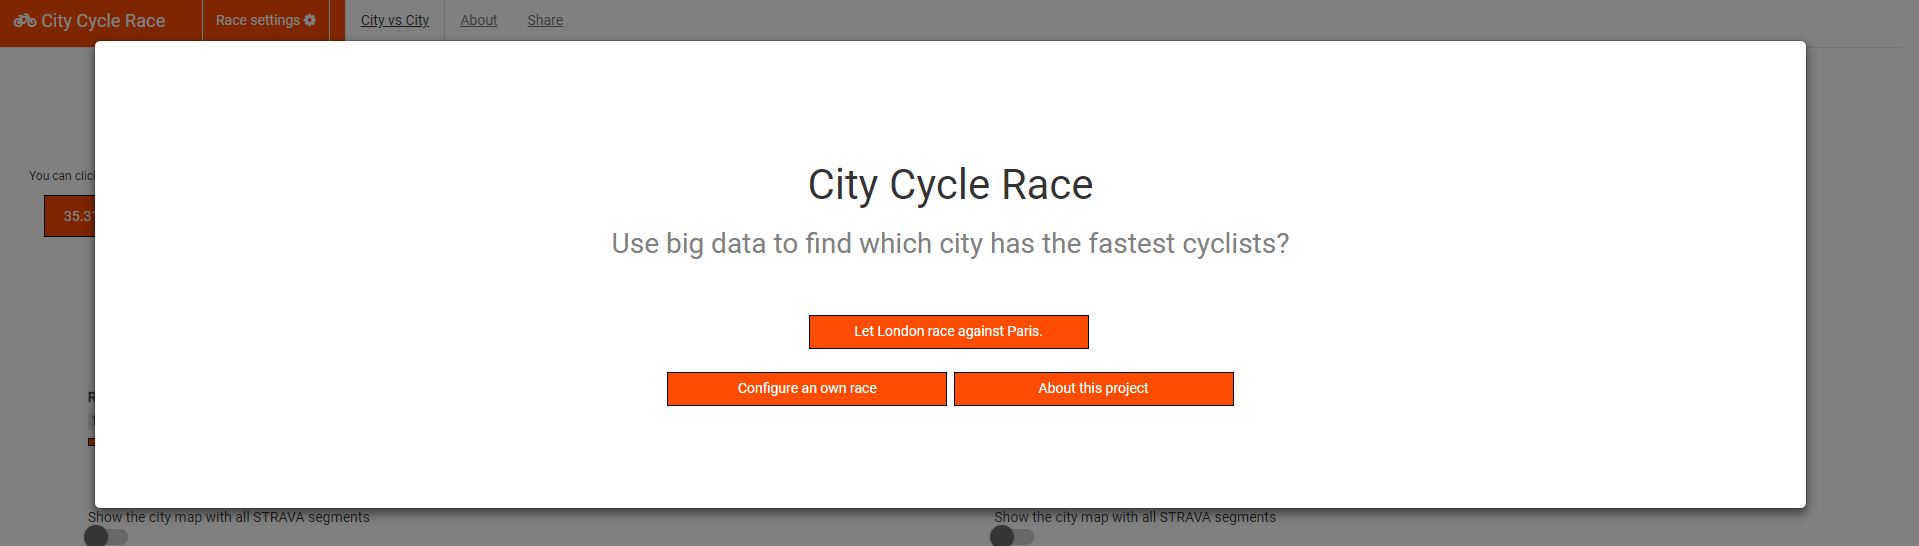 City Cycle Race
Race settings
City vs City
About
Share
You can clic
35.3
City Cycle Race
Use big data to find which city has the fastest cyclists?
Let London race against Paris.
Configure an own race
About this project
Show the city map with all STRAVA segments
Show the city map with all STRAVA segments